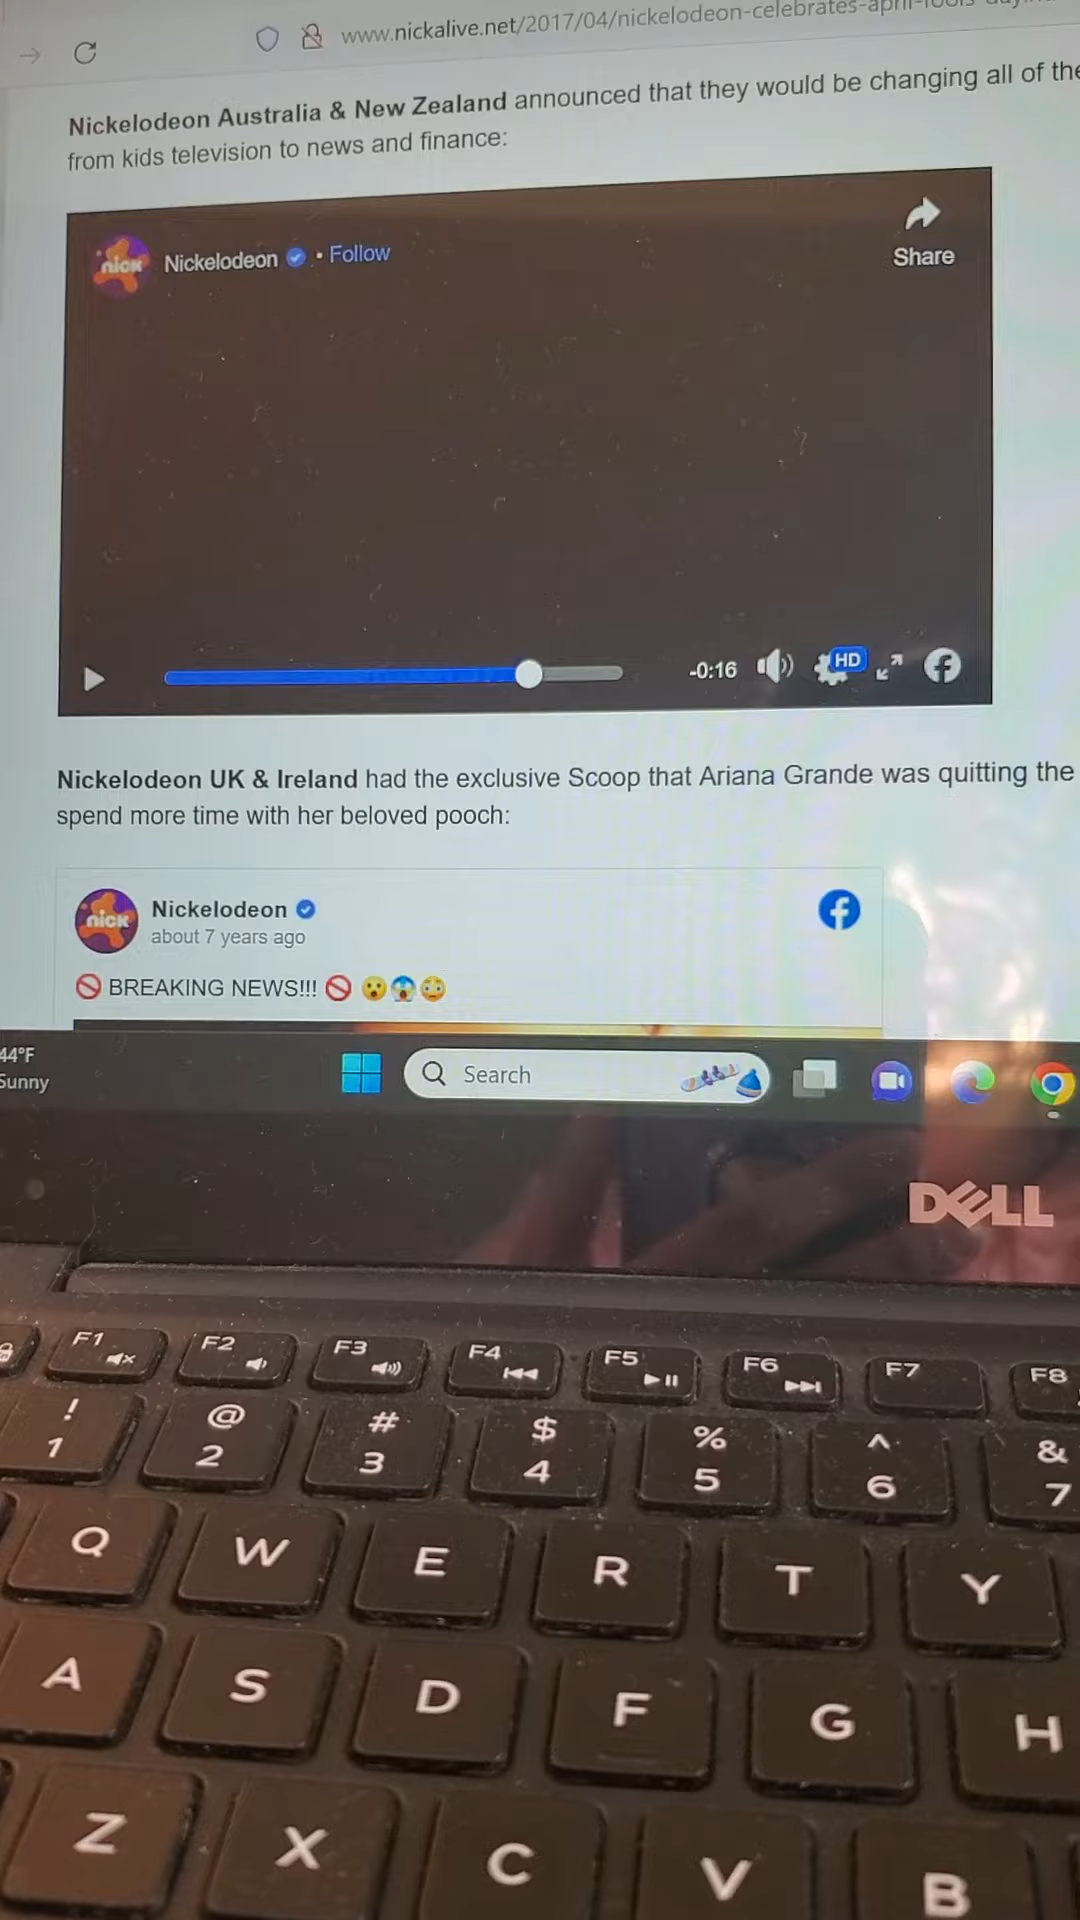 www.nickalive.net/2017/04/nickelodeon-celebrates-april-fools-day
Nickelodeon Australia & New Zealand announced that they would be changing all of the
from kids television to news and finance:
nick Nickelodeon • Follow
Share
-0:16 HD
Nickelodeon UK & Ireland had the exclusive Scoop that Ariana Grande was quitting the
spend more time with her beloved pooch:
nick Nickelodeon
about 7 years ago
🚫 BREAKING NEWS!!! 🚫 😮😱😳
44°F
Sunny
Search
DELL
F1 F2 F3 F4 F5 F6 F7 F8
! @ # $ % ^ &
1 2 3 4 5 6 7
Q W E R T Y
A S D F G H
Z X C V B